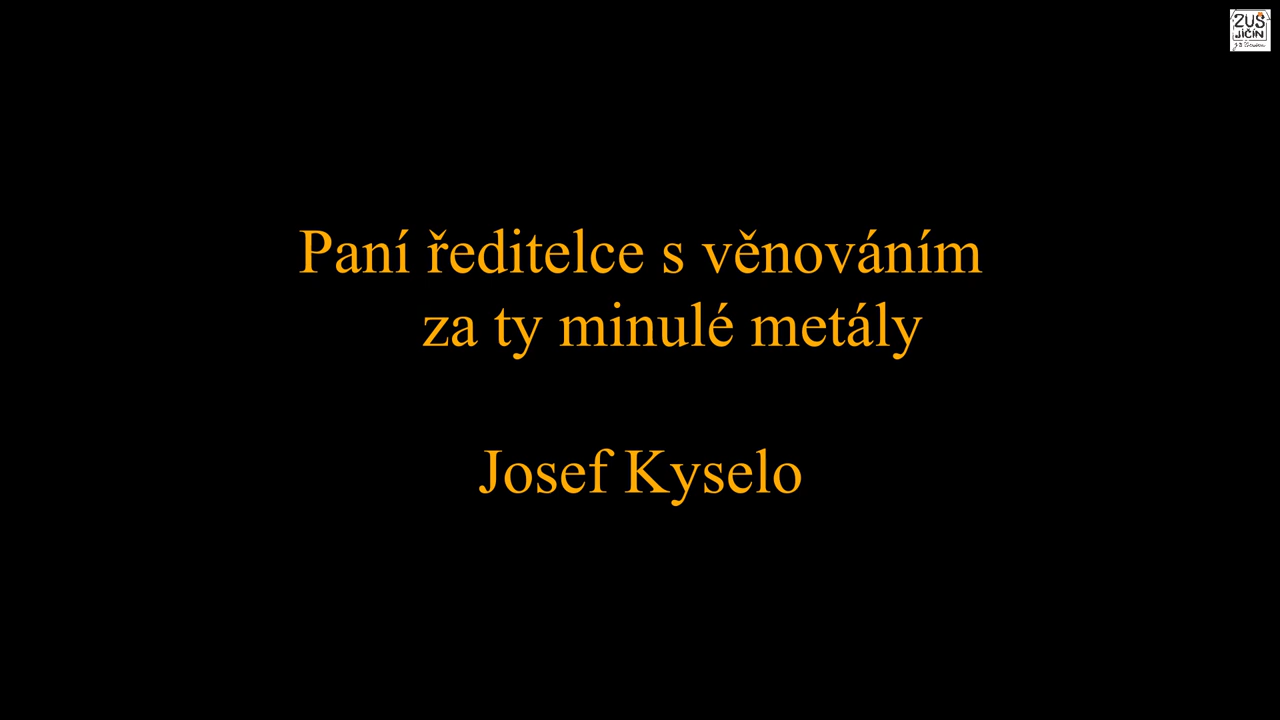 ZUŠ
JIČÍN
Paní ředitelce s věnováním
za ty minulé metály
Josef Kyselo